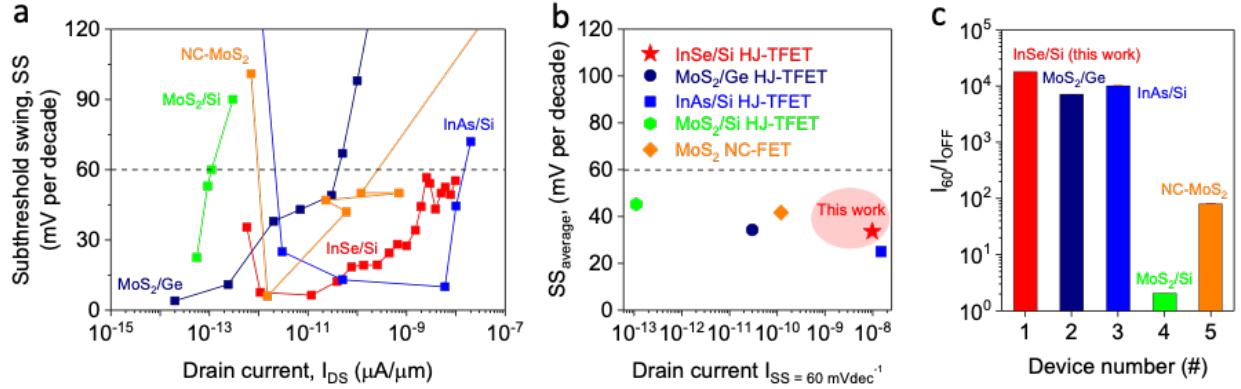 a
Subthreshold swing, SS
(mV per decade)
120
90
60
30
0
NC-MoS₂
MoS₂/Si
InAs/Si
InSe/Si
MoS₂/Ge
10⁻¹⁵ 10⁻¹³ 10⁻¹¹ 10⁻⁹ 10⁻⁷
Drain current, I_DS (μA/μm)
b
SS_average, (mV per decade)
120
100
80
60
40
20
0
InSe/Si HJ-TFET
MoS₂/Ge HJ-TFET
InAs/Si HJ-TFET
MoS₂/Si HJ-TFET
MoS₂ NC-FET
This work
10⁻¹³ 10⁻¹² 10⁻¹¹ 10⁻¹⁰ 10⁻⁹ 10⁻⁸
Drain current I_SS = 60 mVdec⁻¹
c
I₆₀/I_OFF
10⁵
10⁴
10³
10²
10¹
10⁰
InSe/Si (this work)
MoS₂/Ge
InAs/Si
NC-MoS₂
MoS₂/Si
1 2 3 4 5
Device number (#)